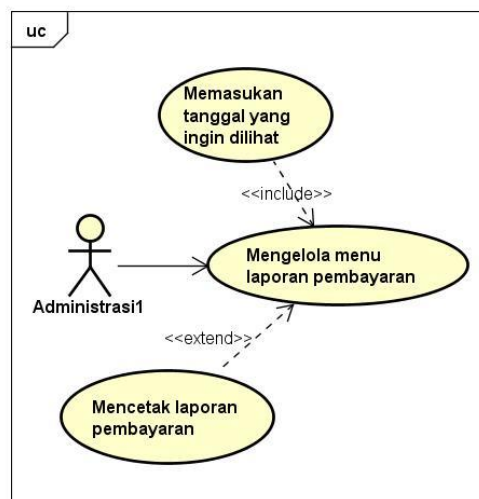 uc
Memasukan
tanggal yang
ingin dilihat
<<include>>
Mengelola menu
laporan pembayaran
Administrasi1
<<extend>>
Mencetak laporan
pembayaran